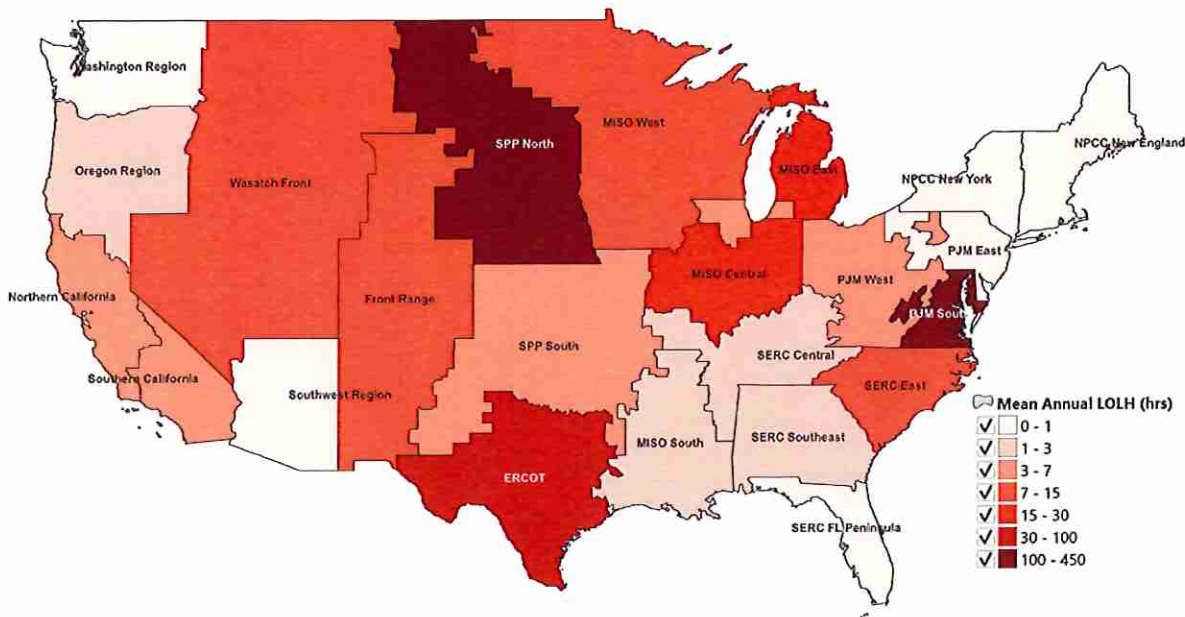 Washington Region
Oregon Region
Wasatch Front
SPP North
MISO West
MISO East
NPCC New England
NPCC New York
PJM East
Northern California
Front Range
MISO Central
PJM West
PJM South
Southern California
Southwest Region
SPP South
SERC Central
SERC East
MISO South
SERC Southeast
ERCOT
SERC FL Peninsula
Mean Annual LOLH (hrs)
0 - 1
1 - 3
3 - 7
7 - 15
15 - 30
30 - 100
100 - 450